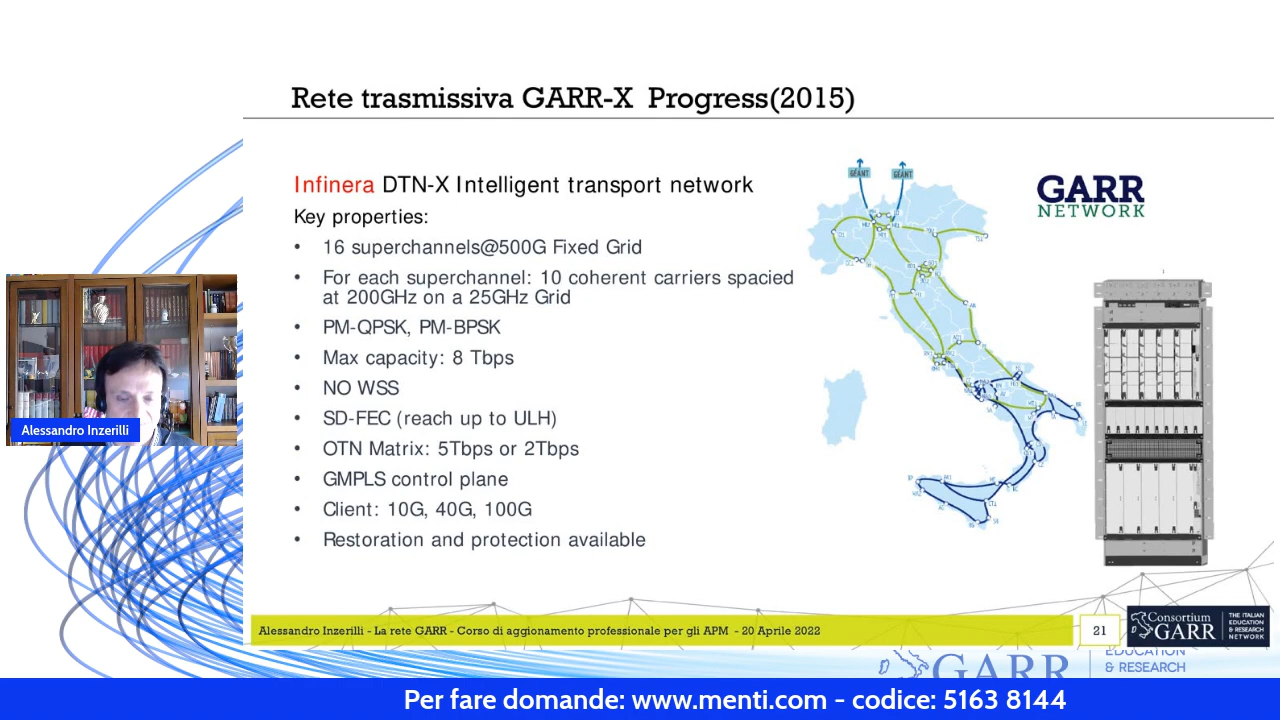 Rete trasmissiva GARR-X Progress(2015)
Infinera DTN-X Intelligent transport network
Key properties:
• 16 superchannels@500G Fixed Grid
• For each superchannel: 10 coherent carriers spacied
at 200GHz on a 25GHz Grid
• PM-QPSK, PM-BPSK
• Max capacity: 8 Tbps
• NO WSS
• SD-FEC (reach up to ULH)
• OTN Matrix: 5Tbps or 2Tbps
• GMPLS control plane
• Client: 10G, 40G, 100G
• Restoration and protection available
GÉANT
GÉANT
GARR
NETWORK
Alessandro Inzerilli
Alessandro Inzerilli - La rete GARR - Corso di aggionamento professionale per gli APM - 20 Aprile 2022
21
Consortium
GARR
THE ITALIAN
EDUCATION
& RESEARCH
NETWORK
GARR
EDUCATION
& RESEARCH
Per fare domande: www.menti.com - codice: 5163 8144